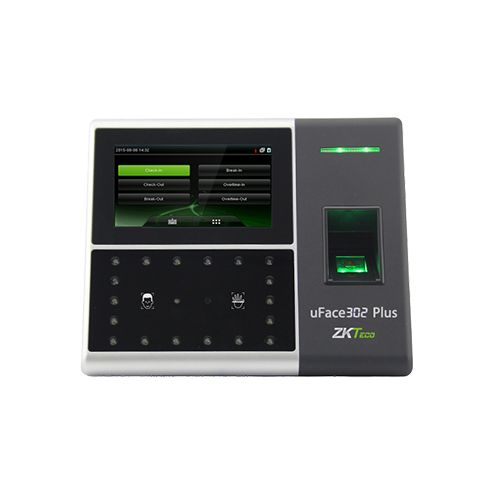 2015-08-06 14:32
Check-In
Break-In
Check-Out
Overtime-In
Break-Out
Overtime-Out
uFace302 Plus
ZKTECO